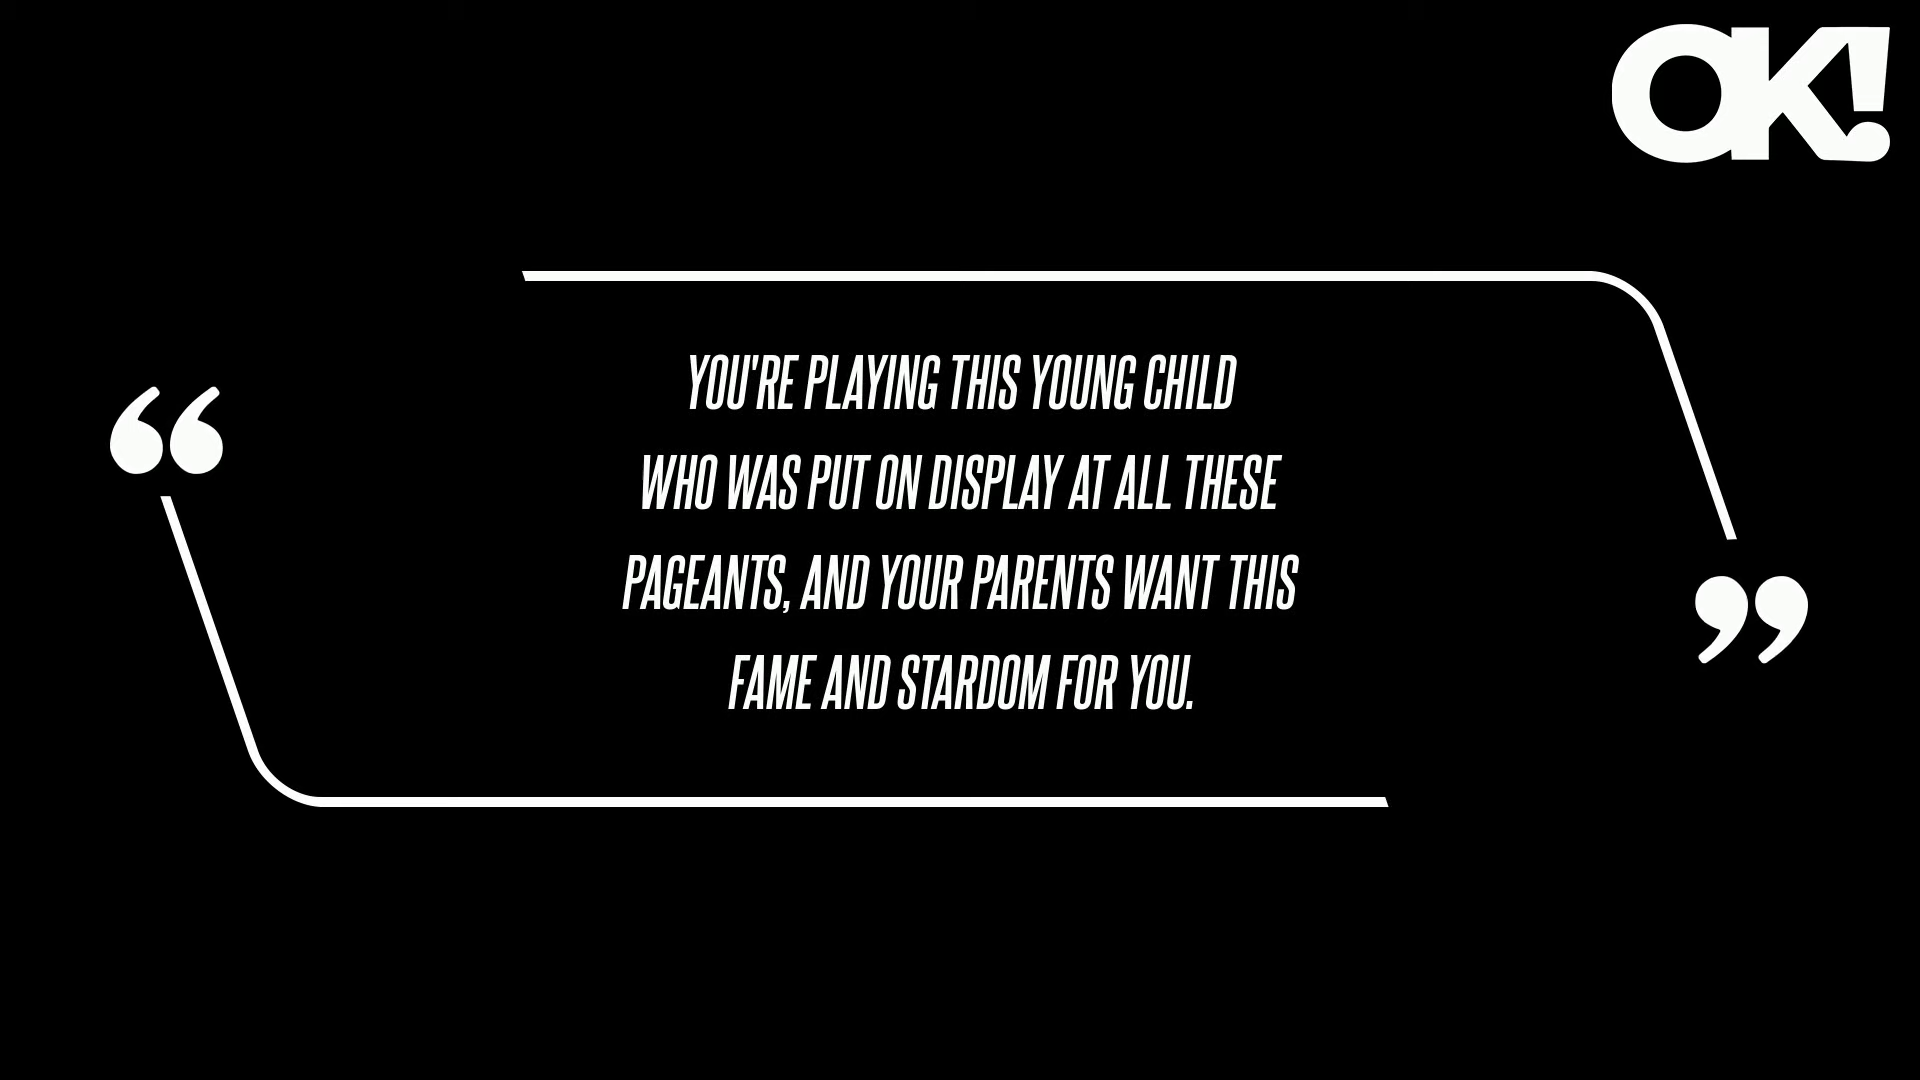 OK!
“
YOU'RE PLAYING THIS YOUNG CHILD
WHO WAS PUT ON DISPLAY AT ALL THESE
PAGEANTS, AND YOUR PARENTS WANT THIS
FAME AND STARDOM FOR YOU.
”